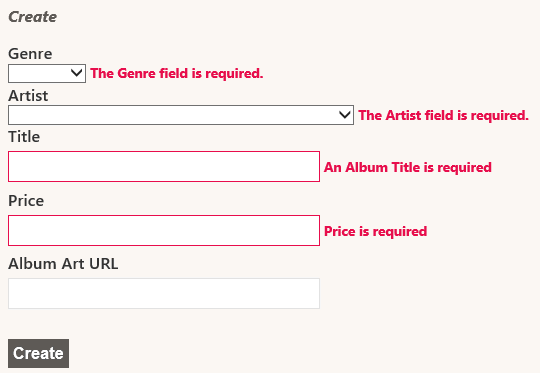 Create
Genre
The Genre field is required.
Artist
The Artist field is required.
Title
An Album Title is required
Price
Price is required
Album Art URL
Create